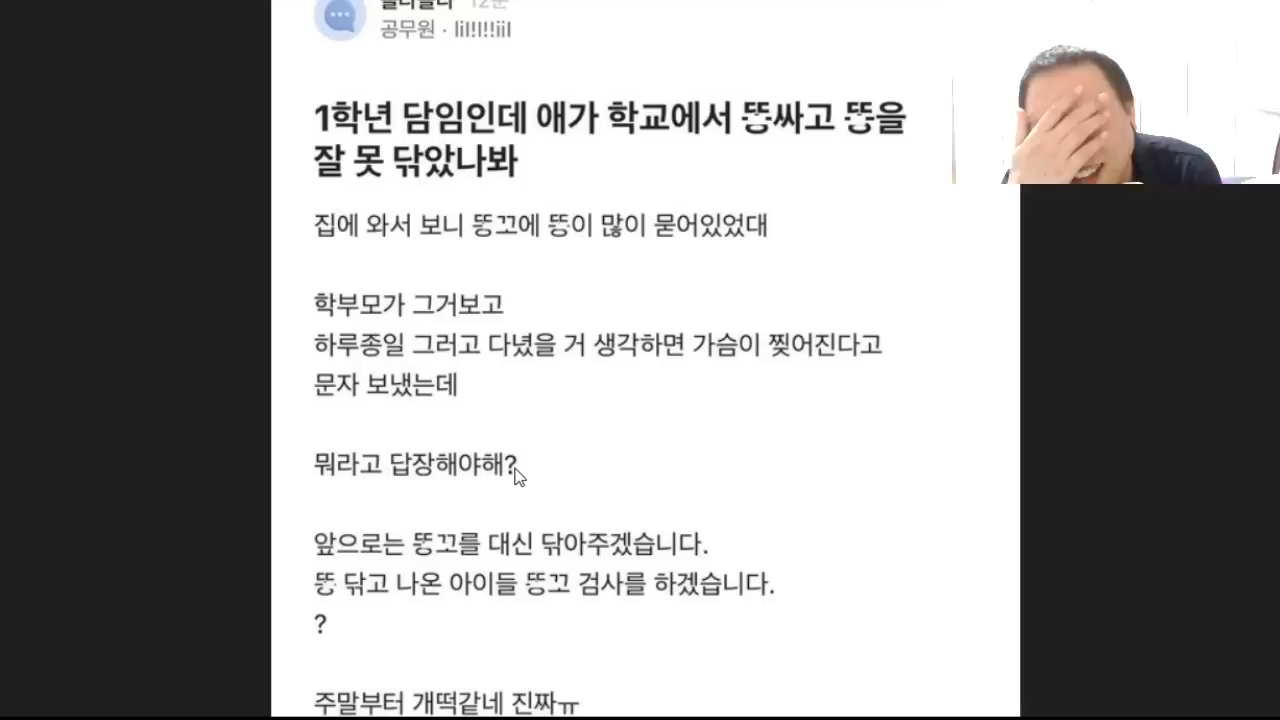 공무원 · lil!l!!iil
1학년 담임인데 애가 학교에서 똥싸고 똥을
잘 못 닦았나봐
집에 와서 보니 똥꼬에 똥이 많이 묻어있었대
학부모가 그거보고
하루종일 그러고 다녔을 거 생각하면 가슴이 찢어진다고
문자 보냈는데
뭐라고 답장해야해?
앞으로는 똥꼬를 대신 닦아주겠습니다.
똥 닦고 나온 아이들 똥꼬 검사를 하겠습니다.
?
주말부터 개떡같네 진짜ㅠ